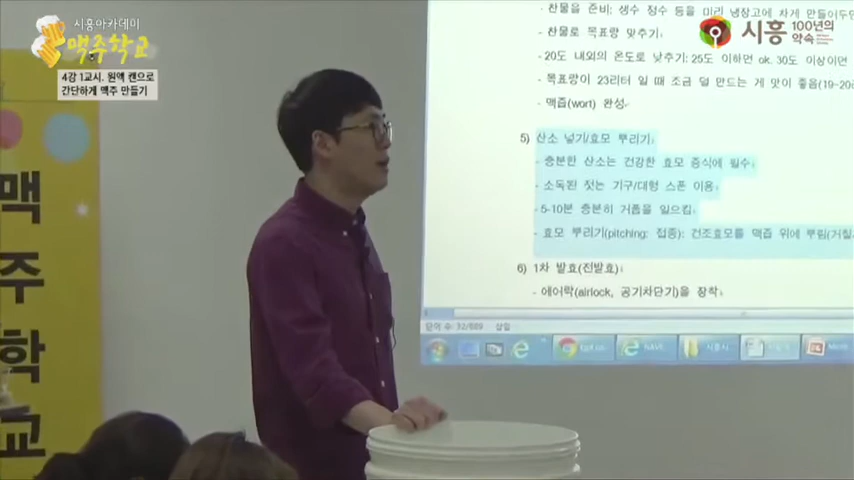 시흥아카데미
맥주학교
4강 1교시. 원액 캔으로
간단하게 맥주 만들기
시흥 100년의
약속
맥
주
학
교
- 찬물을 준비: 생수 정수 등을 미리 냉장고에 차게 만들어두면
- 찬물로 목표량 맞추기
- 20도 내외의 온도로 낮추기: 25도 이하면 ok. 30도 이상이면
- 목표량이 23리터 일 때 조금 덜 만드는 게 맛이 좋음(19-20
- 맥즙(wort) 완성
5) 산소 넣기/효모 뿌리기
- 충분한 산소는 건강한 효모 증식에 필수
- 소독된 젓는 기구/대형 스푼 이용
- 5-10분 충분히 거품을 일으킴
- 효모 뿌리기(pitching: 접종): 건조효모를 맥즙 위에 뿌림(거칠
6) 1차 발효(전발효)
- 에어락(airlock, 공기차단기)을 장착
단어 수: 32/889 삽입